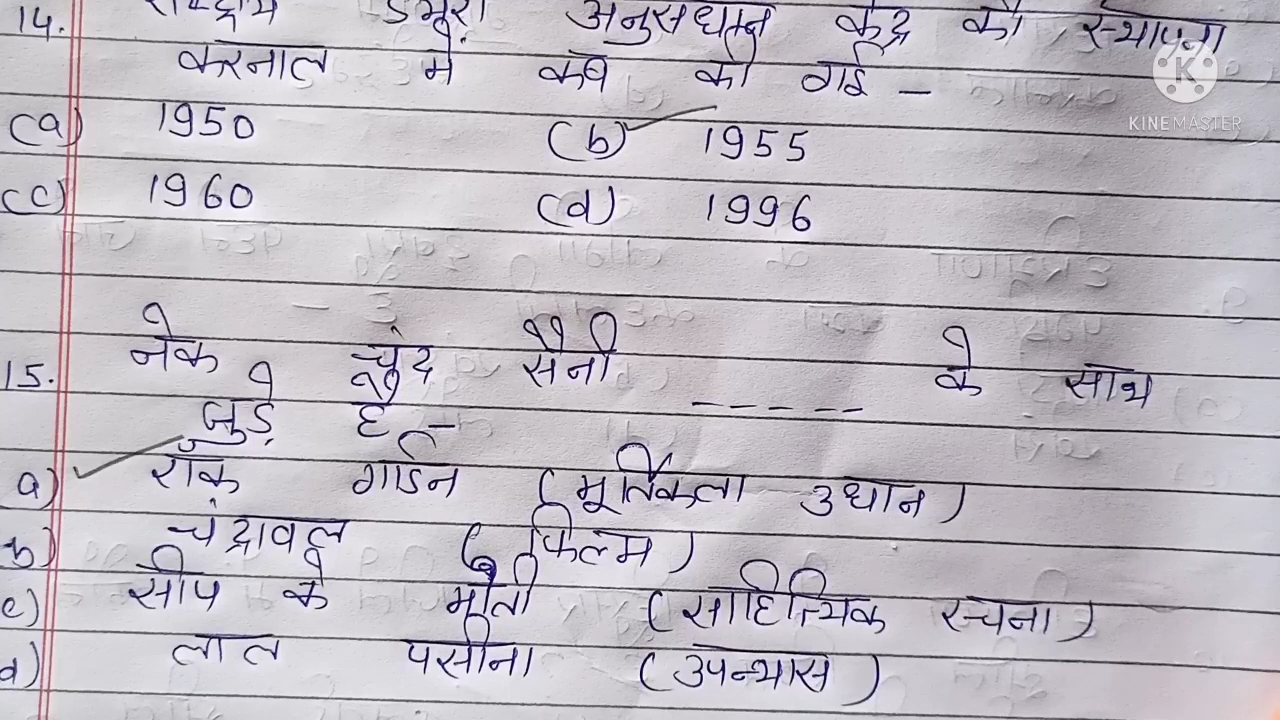 14. डेयरी अनुसंधान केंद्र की स्थापना
करनाल में कब की गई -
(a) 1950 (b) 1955
(c) 1960 (d) 1996
15. नेक चंद सैनी ----- के साथ
जुड़े है -
a) रॉक गार्डन (मूर्तिकला उधान)
b) चंद्रावल (फिल्म)
c) सीप के मोती (साहित्यिक रचना)
d) लाल पसीना (उपन्यास)
K
KINEMASTER